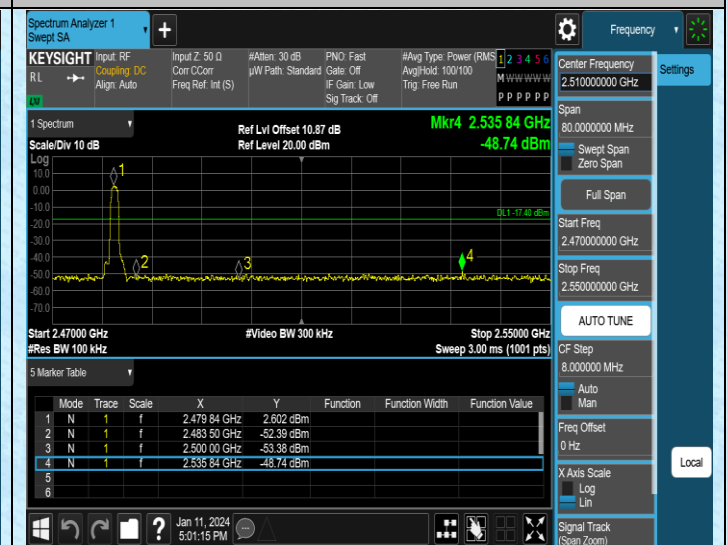 Spectrum Analyzer 1
Swept SA
+
Frequency
KEYSIGHT
Input: RF
Input Z: 50 Ω
#Atten: 30 dB
PNO: Fast
#Avg Type: Power (RMS
1 2 3 4 5 6
RL
Coupling: DC
Corr CCorr
µW Path: Standard
Gate: Off
Avg|Hold: 100/100
M W W W W W
Align: Auto
Freq Ref: Int (S)
IF Gain: Low
Trig: Free Run
Sig Track: Off
P P P P P P
LXI
1 Spectrum
Ref Lvl Offset 10.87 dB
Mkr4 2.535 84 GHz
Scale/Div 10 dB
Ref Level 20.00 dBm
-48.74 dBm
Log
10.0
0.00
-10.0
-20.0
-30.0
-40.0
-50.0
-60.0
-70.0
1
2
3
4
DL1 -17.40 dBm
Start 2.47000 GHz
#Video BW 300 kHz
Stop 2.55000 GHz
#Res BW 100 kHz
Sweep 3.00 ms (1001 pts)
5 Marker Table
Mode Trace Scale X Y Function Function Width Function Value
1 N 1 f 2.479 84 GHz 2.602 dBm
2 N 1 f 2.483 50 GHz -52.39 dBm
3 N 1 f 2.500 00 GHz -53.38 dBm
4 N 1 f 2.535 84 GHz -48.74 dBm
5
6
?
Jan 11, 2024
5:01:15 PM
Center Frequency
2.510000000 GHz
Settings
Span
80.0000000 MHz
Swept Span
Zero Span
Full Span
Start Freq
2.470000000 GHz
Stop Freq
2.550000000 GHz
AUTO TUNE
CF Step
8.000000 MHz
Auto
Man
Freq Offset
0 Hz
X Axis Scale
Log
Lin
Local
Signal Track
(Span Zoom)